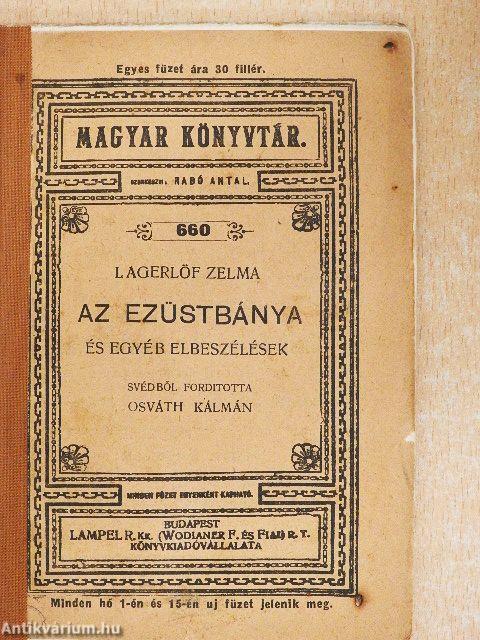 Egyes füzet ára 30 fillér.
MAGYAR KÖNYVTÁR.
SZERKESZTI: RADÓ ANTAL.
660
LAGERLÖF ZELMA
AZ EZÜSTBÁNYA
ÉS EGYÉB ELBESZÉLÉSEK
SVÉDBŐL FORDITOTTA
OSVÁTH KÁLMÁN
MINDEN FÜZET EGYENKÉNT KAPHATÓ.
BUDAPEST
LAMPEL R. KK. (WODIANER F. ÉS FIAI) R. T.
KÖNYVKIADÓVÁLLALATA
Minden hó 1-én és 15-én uj füzet jelenik meg.
Antikvárium.hu